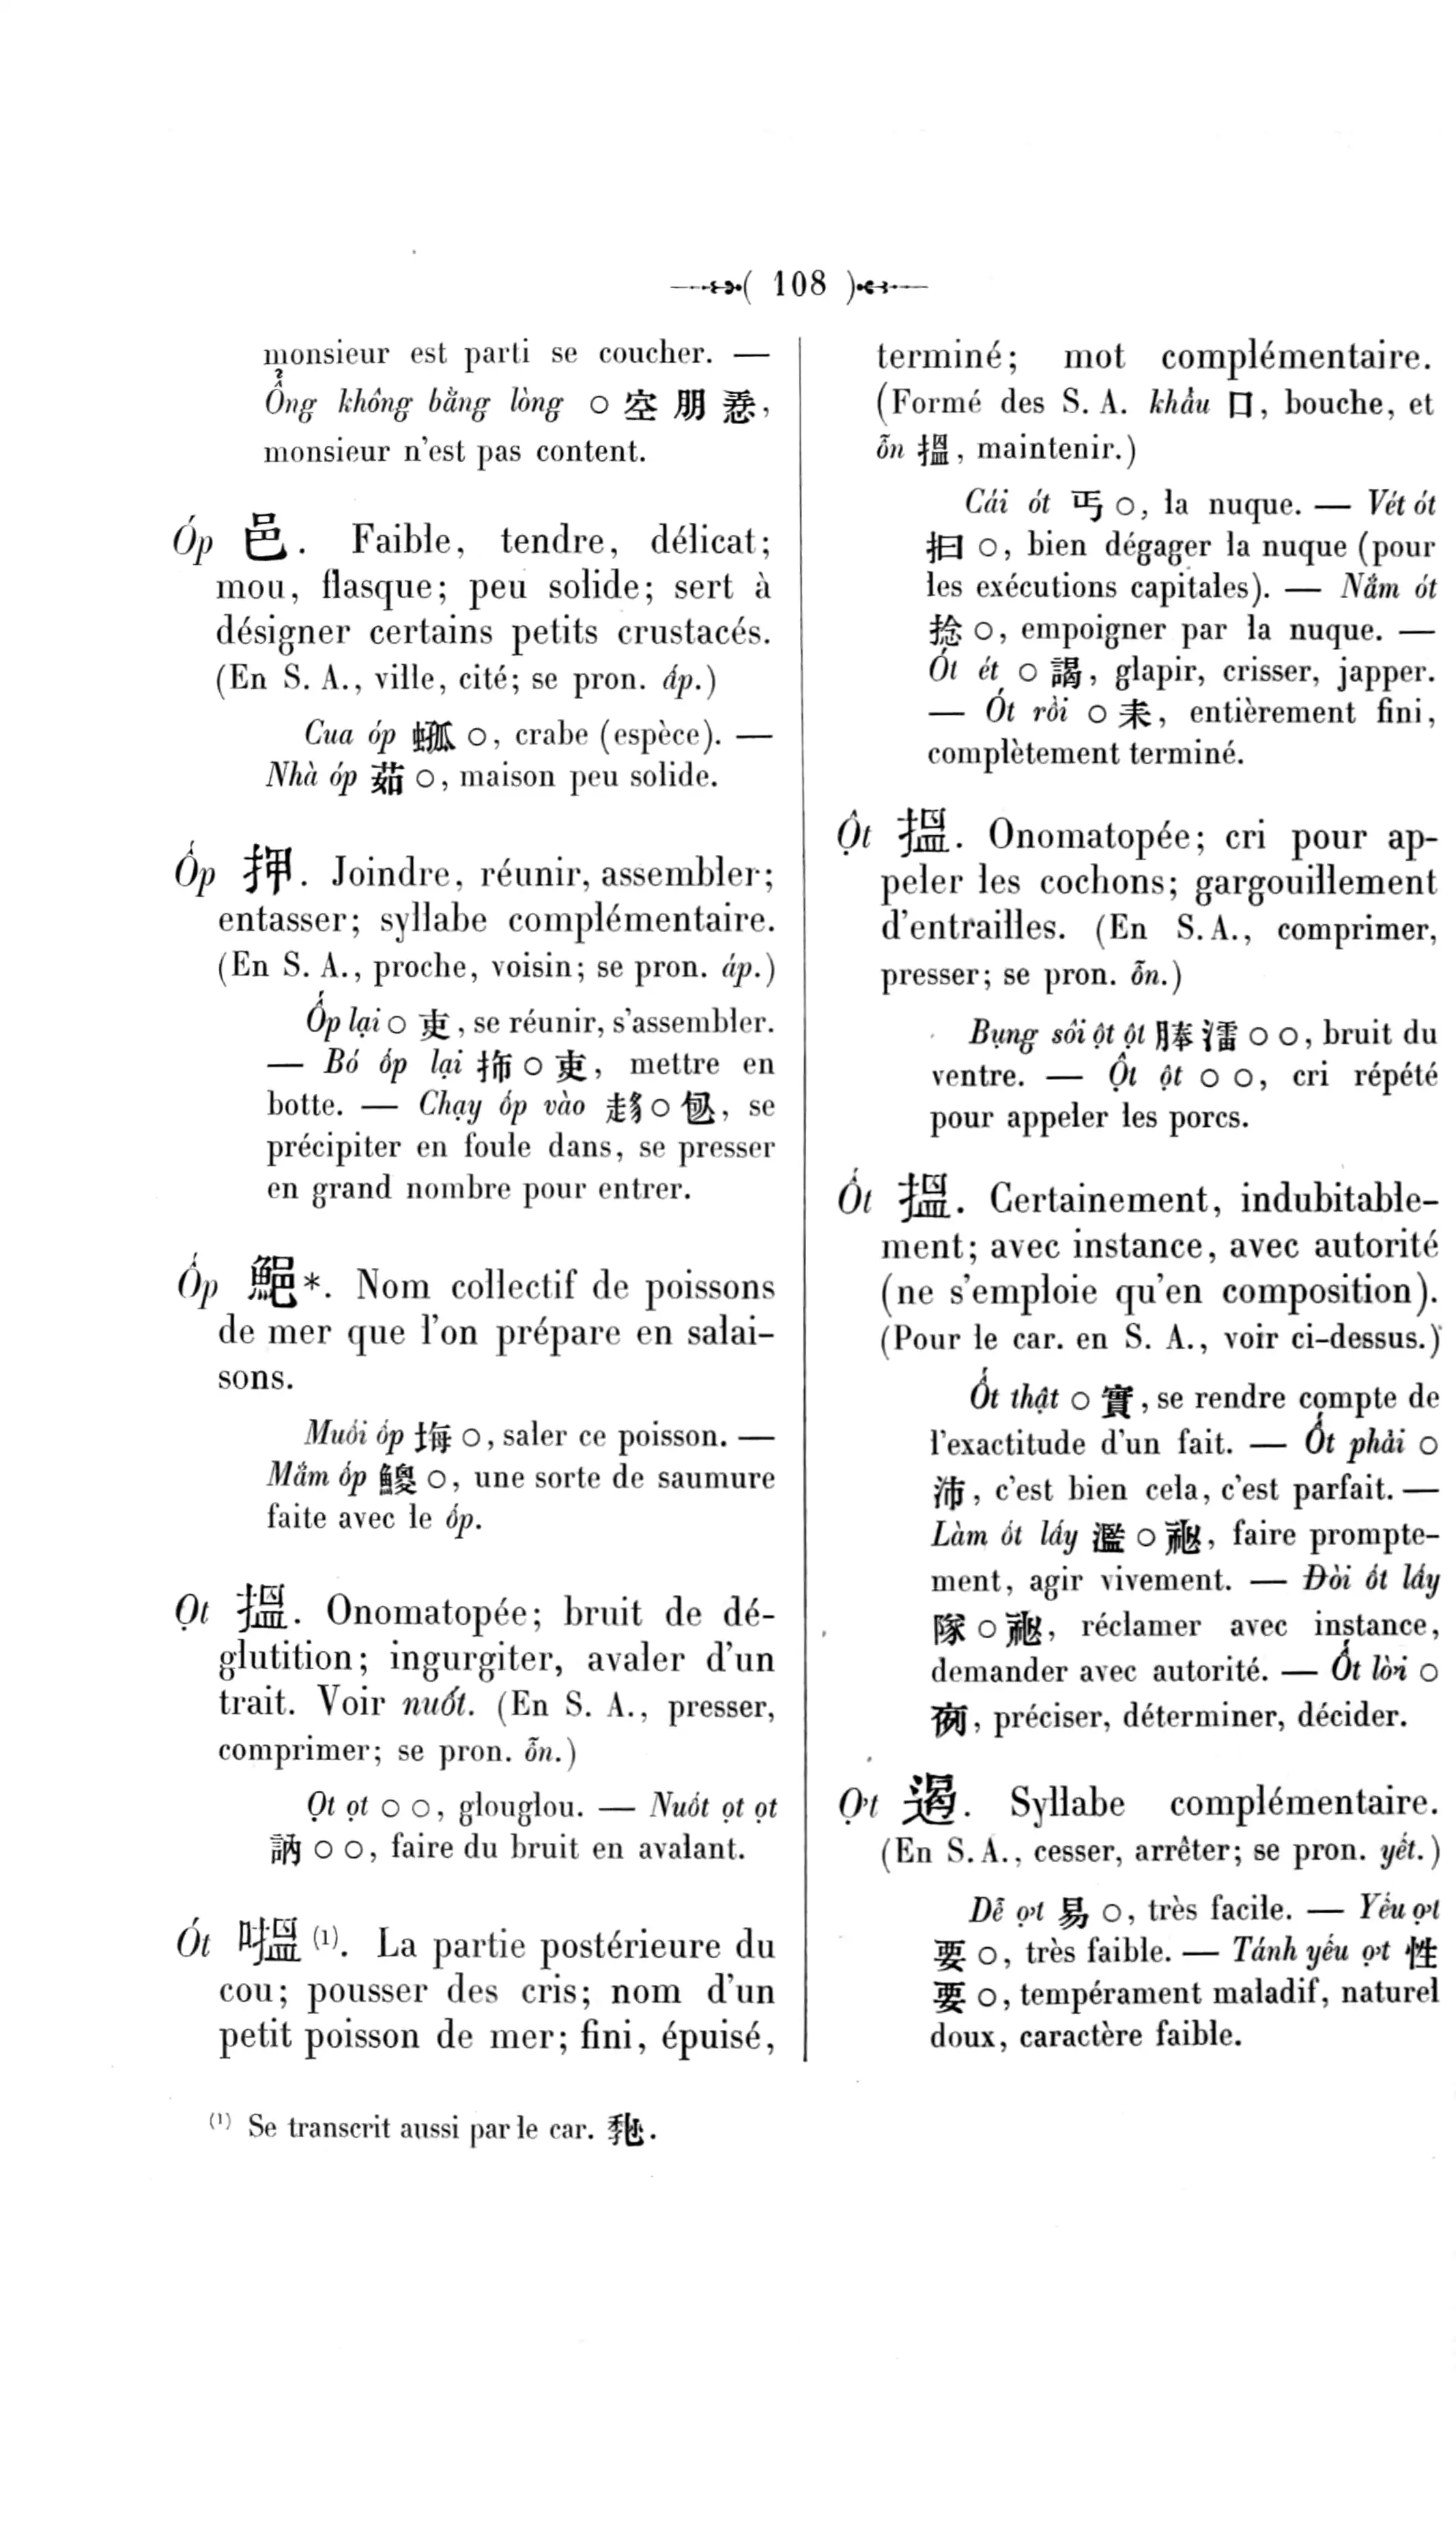 ( 108 )
monsieur est parti se coucher. —
Ổng không bằng lòng ○ 空 朋,
monsieur n'est pas content.
Óp 邑. Faible, tendre, délicat;
mou, flasque; peu solide; sert à
désigner certains petits crustacés.
(En S. A., ville, cité; se pron. ấp.)
Cua óp ○, crabe (espèce). —
Nhà óp 茹 ○, maison peu solide.
Ốp 押. Joindre, réunir, assembler;
entasser; syllabe complémentaire.
(En S. A., proche, voisin; se pron. áp.)
Ốp lại ○ 吏, se réunir, s'assembler.
— Bó ốp lại 抪 ○ 吏, mettre en
botte. — Chạy ốp vào ○, se
précipiter en foule dans, se presser
en grand nombre pour entrer.
Ốp *. Nom collectif de poissons
de mer que l'on prépare en salai-
sons.
Muối ốp ○, saler ce poisson. —
Mắm ốp ○, une sorte de saumure
faite avec le ốp.
Ọt 搵. Onomatopée; bruit de dé-
glutition; ingurgiter, avaler d'un
trait. Voir nuốt. (En S. A., presser,
comprimer; se pron. ỗn.)
Ọt ọt ○ ○, glouglou. — Nuốt ọt ọt
訥 ○ ○, faire du bruit en avalant.
Ót (1). La partie postérieure du
cou; pousser des cris; nom d'un
petit poisson de mer; fini, épuisé,
(1) Se transcrit aussi par le car.
terminé; mot complémentaire.
(Formé des S. A. khẩu 口, bouche, et
ỗn 搵, maintenir.)
Cái ót 丐 ○, la nuque. — Vét ót
○, bien dégager la nuque (pour
les exécutions capitales). — Nắm ót
捻 ○, empoigner par la nuque. —
Ót ét ○ 謁, glapir, crisser, japper.
— Ót rồi ○ 耒, entièrement fini,
complètement terminé.
Ột 搵. Onomatopée; cri pour ap-
peler les cochons; gargouillement
d'entrailles. (En S. A., comprimer,
presser; se pron. ỗn.)
Bụng sôi ột ột ○ ○, bruit du
ventre. — Ột ột ○ ○, cri répété
pour appeler les porcs.
Ốt 搵. Certainement, indubitable-
ment; avec instance, avec autorité
(ne s'emploie qu'en composition).
(Pour le car. en S. A., voir ci-dessus.)
Ốt thật ○ 實, se rendre compte de
l'exactitude d'un fait. — Ốt phải ○
沛, c'est bien cela, c'est parfait. —
Làm ốt lấy 濫 ○, faire prompte-
ment, agir vivement. — Đòi ốt lấy
隊 ○, réclamer avec instance,
demander avec autorité. — Ốt lời ○
, préciser, déterminer, décider.
Ợt 遏. Syllabe complémentaire.
(En S. A., cesser, arrêter; se pron. yết.)
Dễ ợt 易 ○, très facile. — Yếu ợt
要 ○, très faible. — Tánh yếu ợt 性
要 ○, tempérament maladif, naturel
doux, caractère faible.